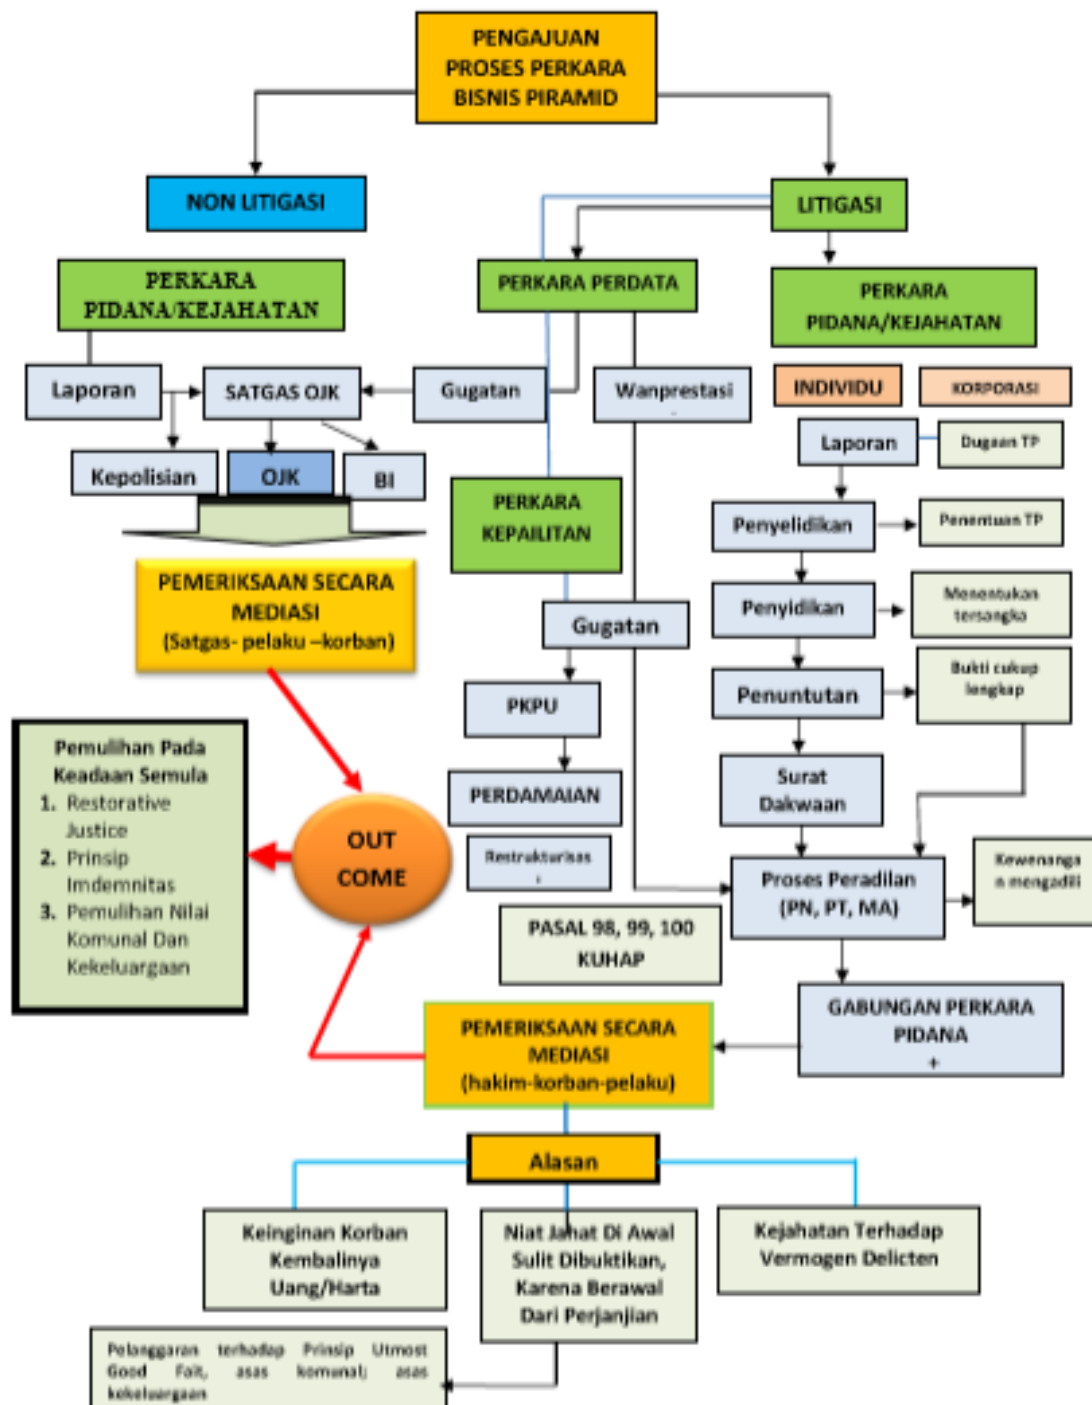 PENGAJUAN
PROSES PERKARA
BISNIS PIRAMID
NON LITIGASI
LITIGASI
PERKARA
PIDANA/KEJAHATAN
PERKARA PERDATA
PERKARA
PIDANA/KEJAHATAN
Laporan
SATGAS OJK
Gugatan
Wanprestasi
INDIVIDU
KORPORASI
Laporan
Dugaan TP
Kepolisian
OJK
BI
PERKARA
KEPAILITAN
Penyelidikan
Penentuan TP
PEMERIKSAAN SECARA
MEDIASI
(Satgas- pelaku –korban)
Gugatan
Penyidikan
Menentukan
tersangka
PKPU
Penuntutan
Bukti cukup
lengkap
Pemulihan Pada
Keadaan Semula
1. Restorative
Justice
2. Prinsip
Imdemnitas
3. Pemulihan Nilai
Komunal Dan
Kekeluargaan
OUT
COME
PERDAMAIAN
Surat
Dakwaan
Restrukturisas
Proses Peradilan
(PN, PT, MA)
Kewenanga
n mengadili
PASAL 98, 99, 100
KUHAP
GABUNGAN PERKARA
PIDANA
+
PEMERIKSAAN SECARA
MEDIASI
(hakim-korban-pelaku)
Alasan
Keinginan Korban
Kembalinya
Uang/Harta
Niat Jahat Di Awal
Sulit Dibuktikan,
Karena Berawal
Dari Perjanjian
Kejahatan Terhadap
Vermogen Delicten
Pelanggaran terhadap Prinsip Utmost
Good Fait, asas komunal; asas
kekeluargaan